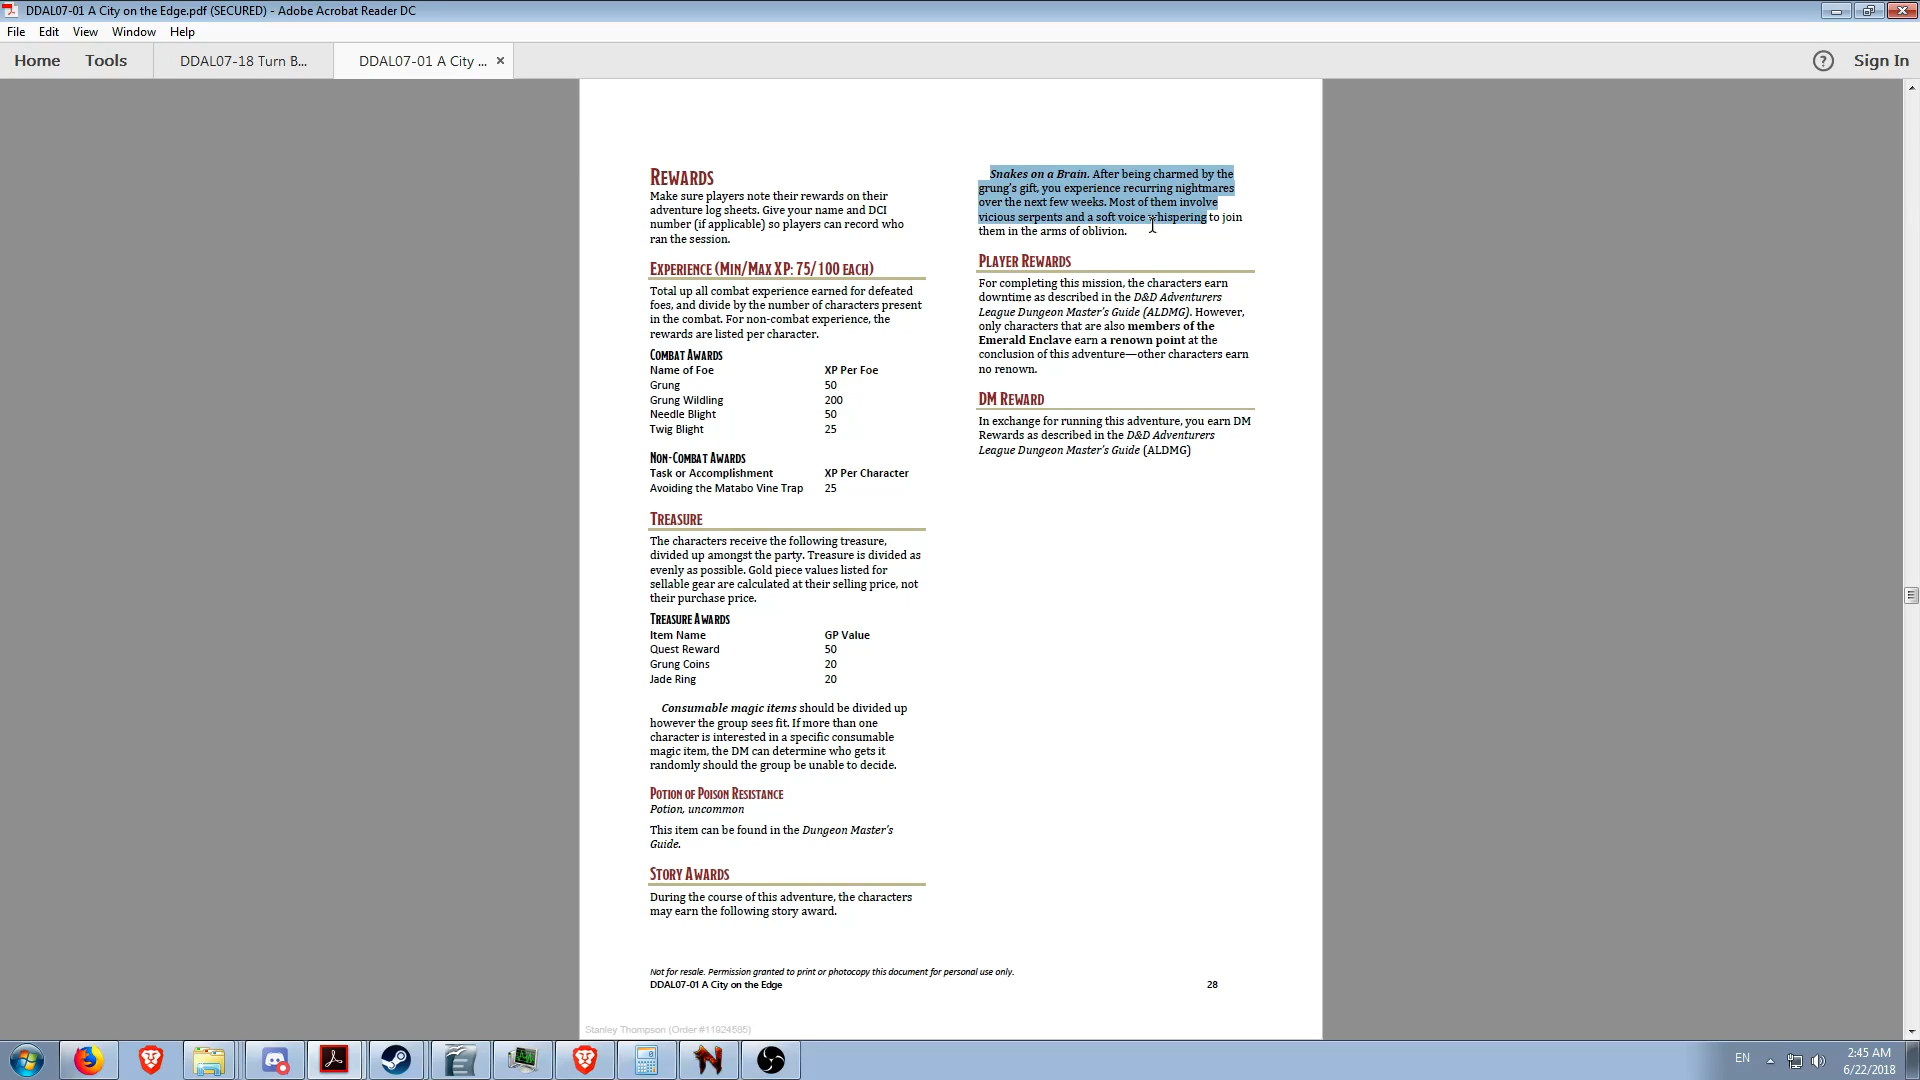 DDAL07-01 A City on the Edge.pdf (SECURED) - Adobe Acrobat Reader DC
File Edit View Window Help
Home Tools DDAL07-18 Turn B... DDAL07-01 A City ... × ? Sign In
REWARDS
Make sure players note their rewards on their
adventure log sheets. Give your name and DCI
number (if applicable) so players can record who
ran the session.
EXPERIENCE (MIN/MAX XP: 75/100 EACH)
Total up all combat experience earned for defeated
foes, and divide by the number of characters present
in the combat. For non-combat experience, the
rewards are listed per character.
COMBAT AWARDS
Name of Foe XP Per Foe
Grung 50
Grung Wildling 200
Needle Blight 50
Twig Blight 25
NON-COMBAT AWARDS
Task or Accomplishment XP Per Character
Avoiding the Matabo Vine Trap 25
TREASURE
The characters receive the following treasure,
divided up amongst the party. Treasure is divided as
evenly as possible. Gold piece values listed for
sellable gear are calculated at their selling price, not
their purchase price.
TREASURE AWARDS
Item Name GP Value
Quest Reward 50
Grung Coins 20
Jade Ring 20
Consumable magic items should be divided up
however the group sees fit. If more than one
character is interested in a specific consumable
magic item, the DM can determine who gets it
randomly should the group be unable to decide.
POTION OF POISON RESISTANCE
Potion, uncommon
This item can be found in the Dungeon Master's
Guide.
STORY AWARDS
During the course of this adventure, the characters
may earn the following story award.
Snakes on a Brain. After being charmed by the
grung's gift, you experience recurring nightmares
over the next few weeks. Most of them involve
vicious serpents and a soft voice whispering to join
them in the arms of oblivion.
PLAYER REWARDS
For completing this mission, the characters earn
downtime as described in the D&D Adventurers
League Dungeon Master's Guide (ALDMG). However,
only characters that are also members of the
Emerald Enclave earn a renown point at the
conclusion of this adventure—other characters earn
no renown.
DM REWARD
In exchange for running this adventure, you earn DM
Rewards as described in the D&D Adventurers
League Dungeon Master's Guide (ALDMG)
Not for resale. Permission granted to print or photocopy this document for personal use only.
DDAL07-01 A City on the Edge 28
Stanley Thompson (Order #11924585)
EN 2:45 AM
6/22/2018